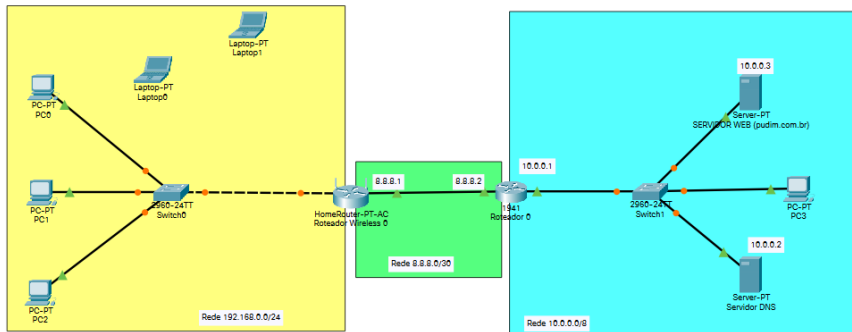 Laptop-PT
Laptop1
Laptop-PT
Laptop0
PC-PT
PC0
PC-PT
PC1
PC-PT
PC2
2960-24TT
Switch0
Rede 192.168.0.0/24
HomeRouter-PT-AC
Roteador Wireless 0
8.8.8.1
8.8.8.2
Rede 8.8.8.0/30
10.0.0.1
1941
Roteador 0
2960-24TT
Switch1
10.0.0.3
Server-PT
SERVIDOR WEB (pudim.com.br)
PC-PT
PC3
10.0.0.2
Server-PT
Servidor DNS
Rede 10.0.0.0/8